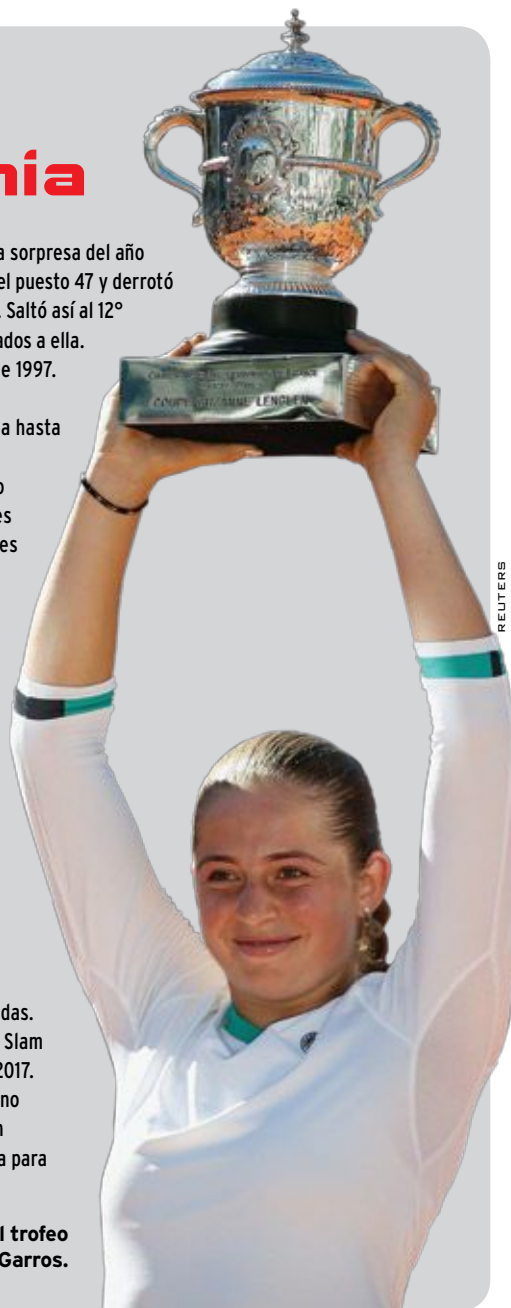 nia
a sorpresa del año
el puesto 47 y derrotó
. Saltó así al 12°
ados a ella.
e 1997.
a hasta
o
es
es
COUPE SUZANNE LENGLEN
REUTERS
das.
Slam
2017.
no
n
a para
l trofeo
Garros.